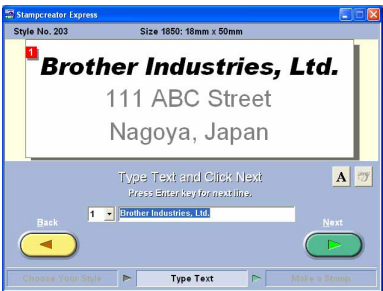 Stampcreator Express
Style No. 203 Size 1850: 18mm x 50mm
1
Brother Industries, Ltd.
111 ABC Street
Nagoya, Japan
Type Text and Click Next
A
Press Enter key for next line.
1 Brother Industries, Ltd.
Back Next
Choose Your Style Type Text Make a Stamp